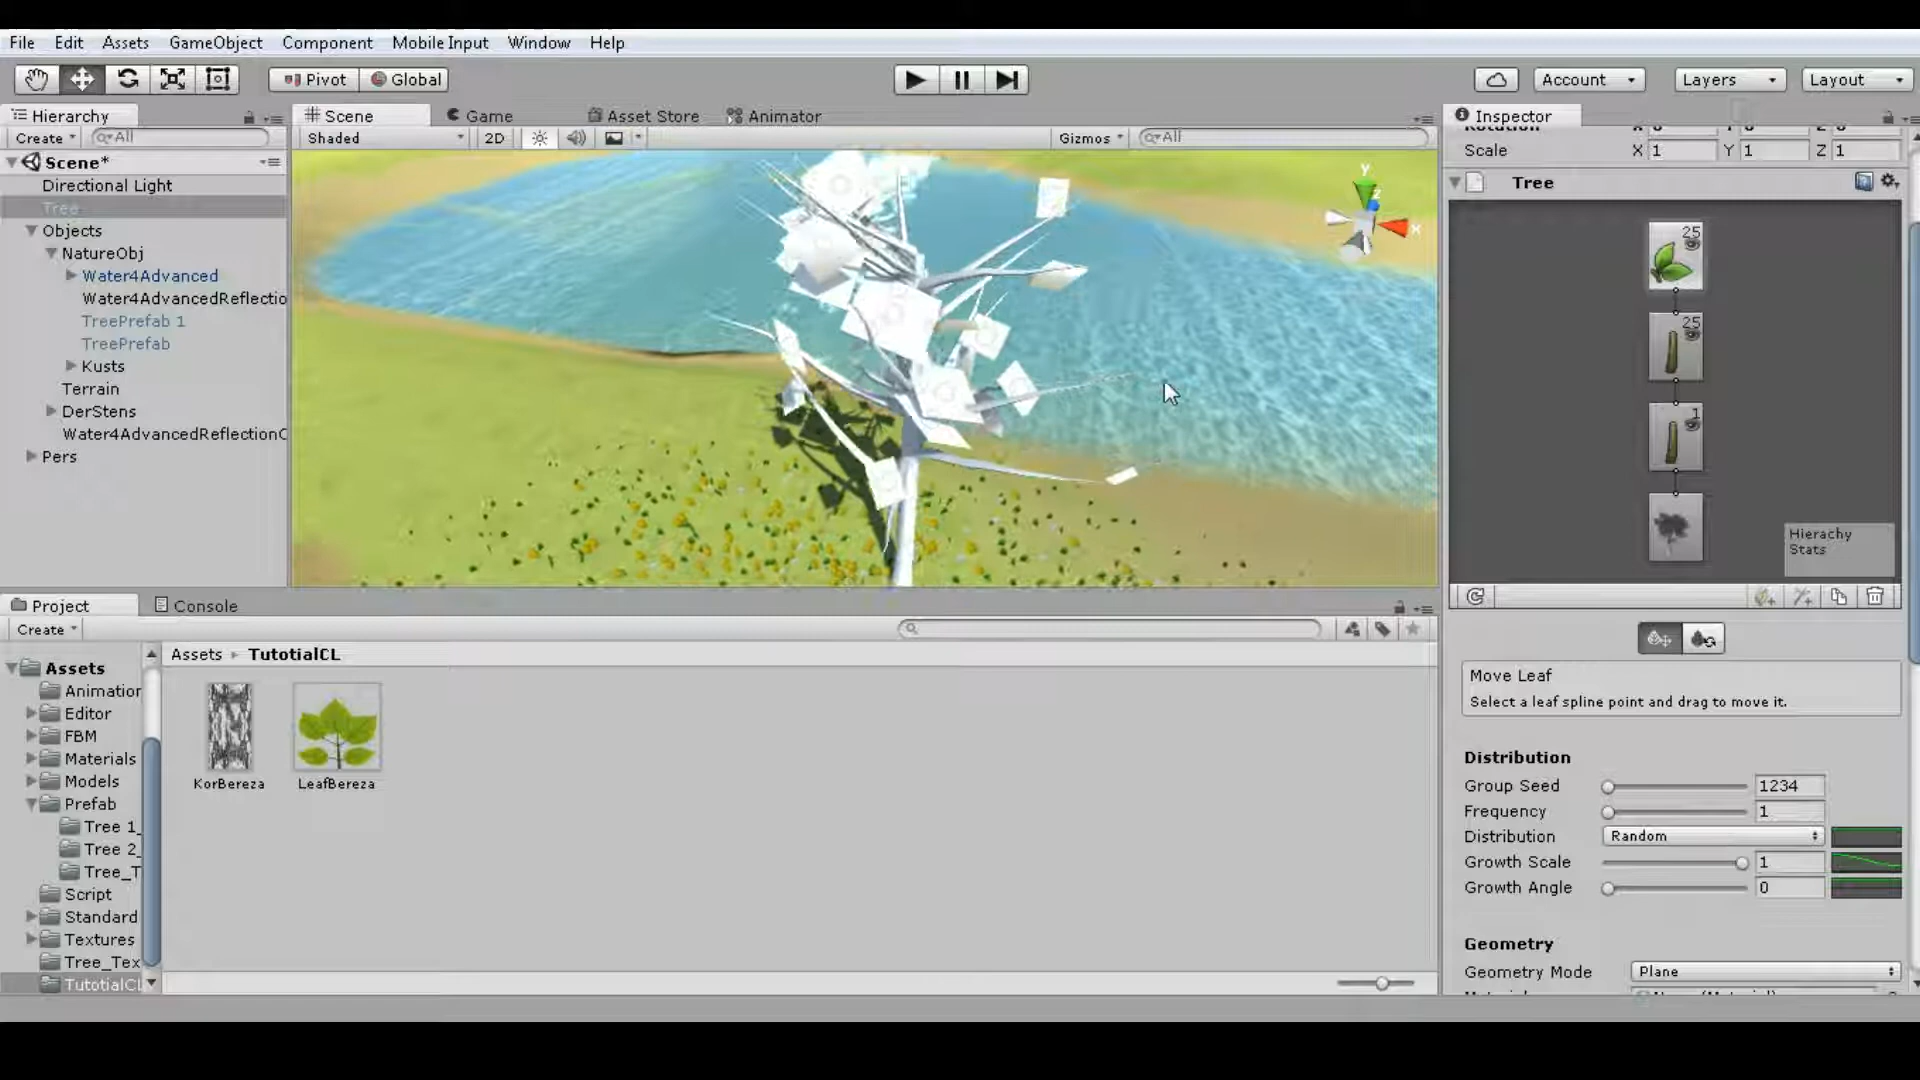 File Edit Assets GameObject Component Mobile Input Window Help
Pivot Global Account Layers Layout
Hierarchy Scene Game Asset Store Animator Inspector
Create All Shaded 2D Gizmos All
Rotation
Scale X 1 Y 1 Z 1
Scene*
Directional Light
Tree
Objects
NatureObj
Water4Advanced
Water4AdvancedReflectio
TreePrefab 1
TreePrefab
Kusts
Terrain
DerStens
Water4AdvancedReflectionC
Pers
Y
Z
X
Tree
25
25
1
Hierachy
Stats
Move Leaf
Select a leaf spline point and drag to move it.
Distribution
Group Seed 1234
Frequency 1
Distribution Random
Growth Scale 1
Growth Angle 0
Geometry
Geometry Mode Plane
Project Console
Create
Assets
Animation
Editor
FBM
Materials
Models
Prefab
Tree 1_
Tree 2_
Tree_T
Script
Standard
Textures
Tree_Tex
TutotialCL
Assets TutotialCL
KorBereza LeafBereza